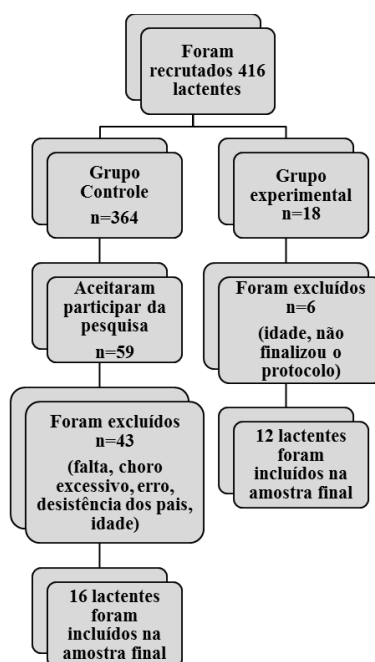 Foram
recrutados 416
lactentes
Grupo
Controle
n=364
Grupo
experimental
n=18
Aceitaram
participar da
pesquisa
n=59
Foram excluídos
n=6
(idade, não
finalizou o
protocolo)
Foram excluídos
n=43
(falta, choro
excessivo, erro,
desistência dos pais,
idade)
12 lactentes
foram
incluídos na
amostra final
16 lactentes
foram
incluídos na
amostra final